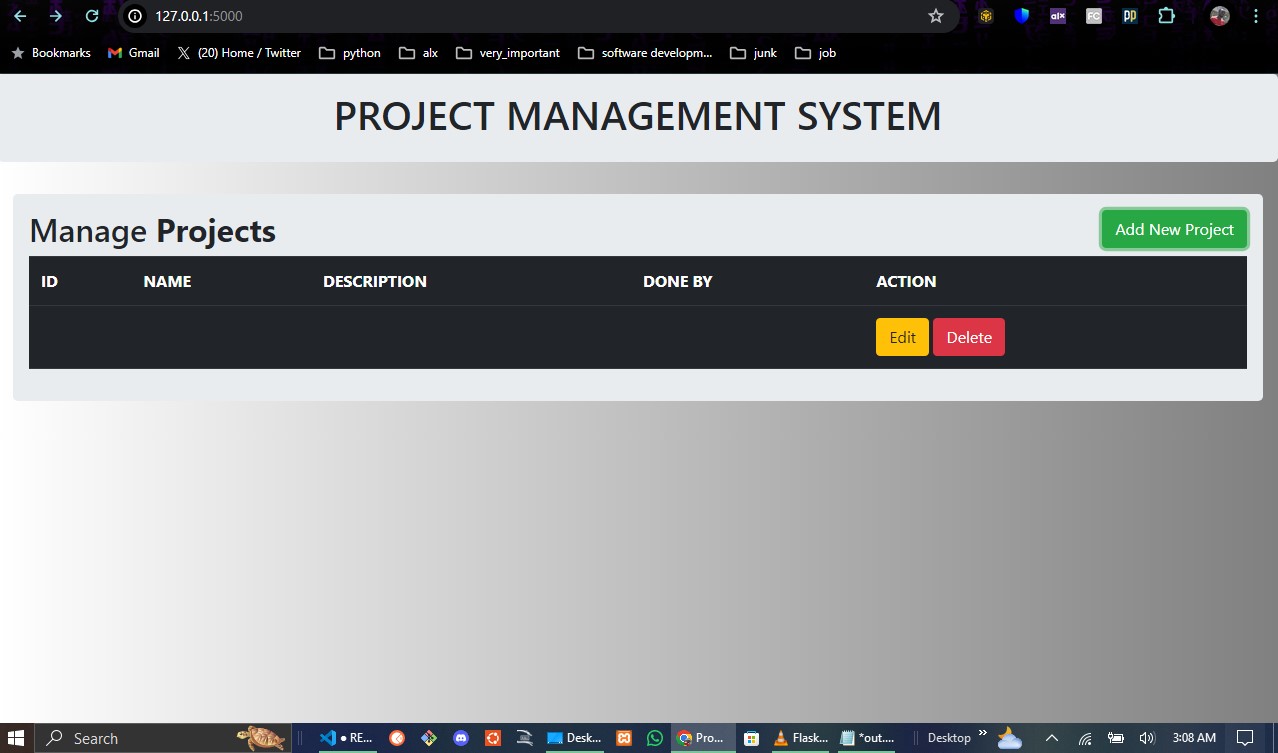 127.0.0.1:5000
alx
FC
pp
Bookmarks Gmail (20) Home / Twitter python alx very_important software developm... junk job
PROJECT MANAGEMENT SYSTEM
Manage Projects Add New Project
ID NAME DESCRIPTION DONE BY ACTION
Edit Delete
Search ● RE... Desk... Pro... Flask... *out.... Desktop » 3:08 AM